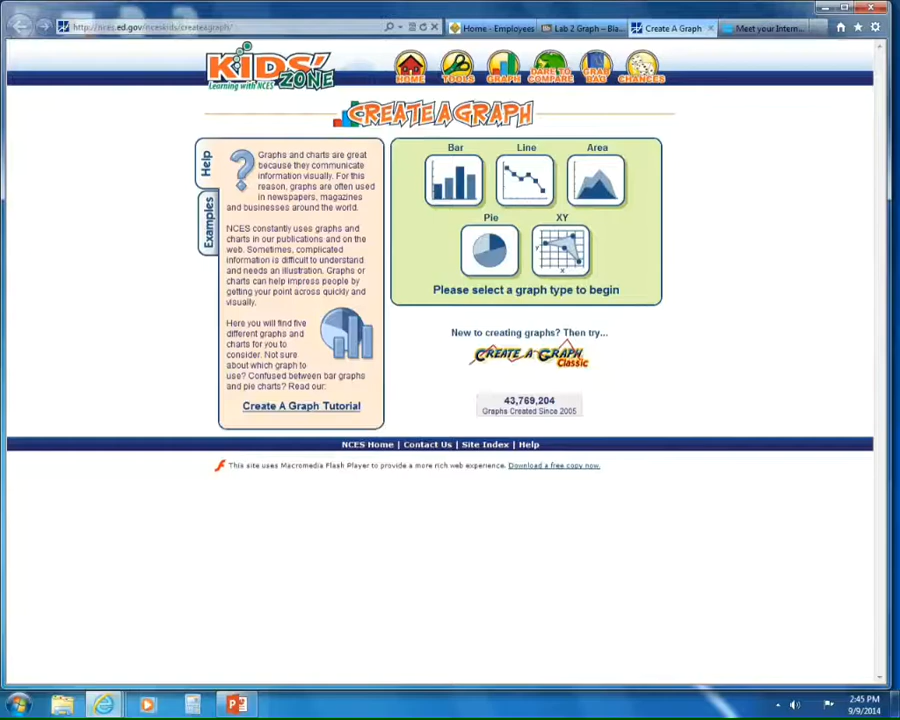 http://nces.ed.gov/nceskids/createagraph/
Home - Employees
Lab 2 Graph – Bla...
Create A Graph
Meet your Intern...
KiDS' ZONE
Learning with NCES
HOME
TOOLS
GRAPH
DARE TO COMPARE
GRAB BAG
CHANCES
CREATE A GRAPH
Help
Examples
Graphs and charts are great
because they communicate
information visually. For this
reason, graphs are often used
in newspapers, magazines
and businesses around the world.
NCES constantly uses graphs and
charts in our publications and on the
web. Sometimes, complicated
information is difficult to understand
and needs an illustration. Graphs or
charts can help impress people by
getting your point across quickly and
visually.
Here you will find five
different graphs and
charts for you to
consider. Not sure
about which graph to
use? Confused between bar graphs
and pie charts? Read our:
Create A Graph Tutorial
Bar
Line
Area
Pie
XY
y
x
Please select a graph type to begin
New to creating graphs? Then try...
CREATE A GRAPH
Classic
43,769,204
Graphs Created Since 2005
NCES Home | Contact Us | Site Index | Help
This site uses Macromedia Flash Player to provide a more rich web experience. Download a free copy now.
2:45 PM
9/9/2014